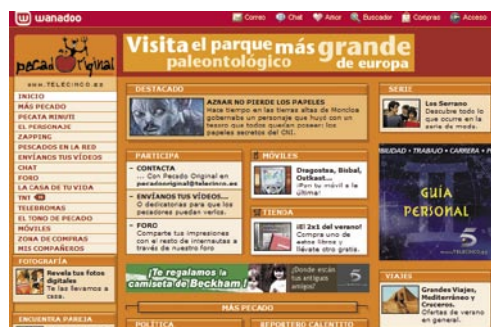 wanadoo
Correo
Chat
Amor
Buscador
Compras
Acceso
pecado original
www.TELECINCO.es
Visita el parque más grande
paleontológico de europa
INICIO
MÁS PECADO
PECATA MINUTI
EL PERSONAJE
ZAPPING
PESCADOS EN LA RED
ENVÍANOS TUS VÍDEOS
CHAT
FORO
LA CASA DE TU VIDA
TNT
TELEBROMAS
EL TONO DE PECADO
MÓVILES
ZONA DE COMPRAS
MIS COMPAÑEROS
FOTOGRAFÍA
Revela tus fotos
digitales
Te las llevamos a
casa.
ENCUENTRA PAREJA
DESTACADO
AZNAR NO PIERDE LOS PAPELES
Hace tiempo en las tierras altas de Moncloa
gobernaba un personaje que huyó con un
tesoro que todos querían poseer: los
papeles secretos del CNI.
PARTICIPA
- CONTACTA
... Con Pecado Original en
pecadooriginal@telecinco.es
- ENVÍANOS TUS VÍDEOS...
O dedicatorias para que los
pecadores puedan verlos.
- FORO
Comparte tus impresiones
con el resto de internautas a
través de nuestro foro
MÓVILES
Dragostea, Bisbal,
Outkast...
¡Pon tu móvil a la
última!
TIENDA
¡El 2x1 del verano!
Compra uno de
estos libros y
llévate otro gratis.
¡Te regalamos la
camiseta de Beckham!
¿Donde están
tus antiguos
amigos?
5
MÁS PECADO
POLÍTICA
REPORTERO CALENTITO
SERIE
Los Serrano
Descubre todo lo
que ocurre en la
serie de moda.
BILIDAD • TRABAJO • CARRERA •
GUÍA
PERSONAL
5
VIAJES
Grandes Viajes,
Mediterráneo y
Cruceros.
Ofertas de verano
en general.